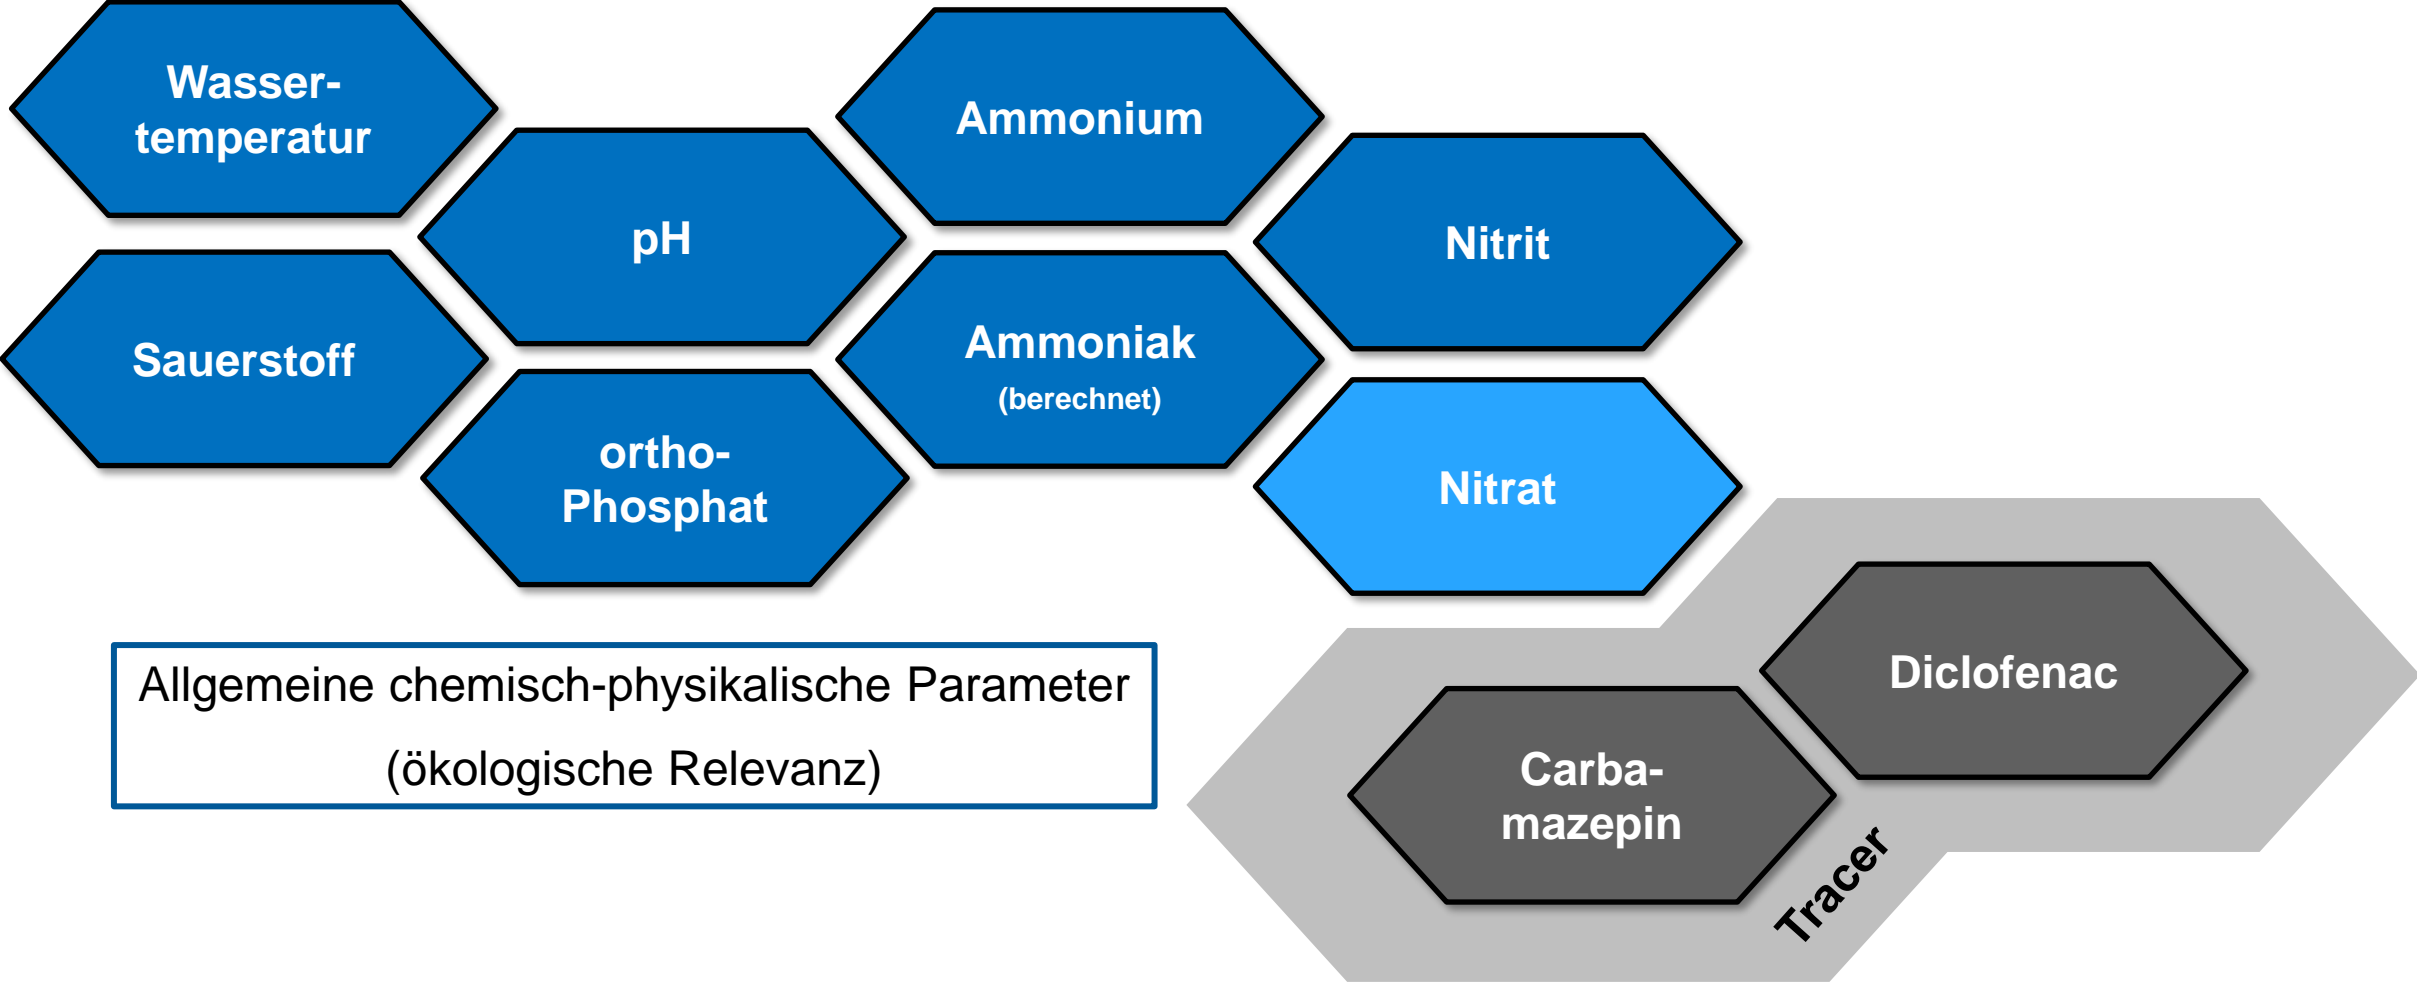 Wasser-
temperatur
Ammonium
pH
Nitrit
Sauerstoff
Ammoniak
(berechnet)
ortho-
Phosphat
Nitrat
Allgemeine chemisch-physikalische Parameter
(ökologische Relevanz)
Diclofenac
Carba-
mazepin
Tracer